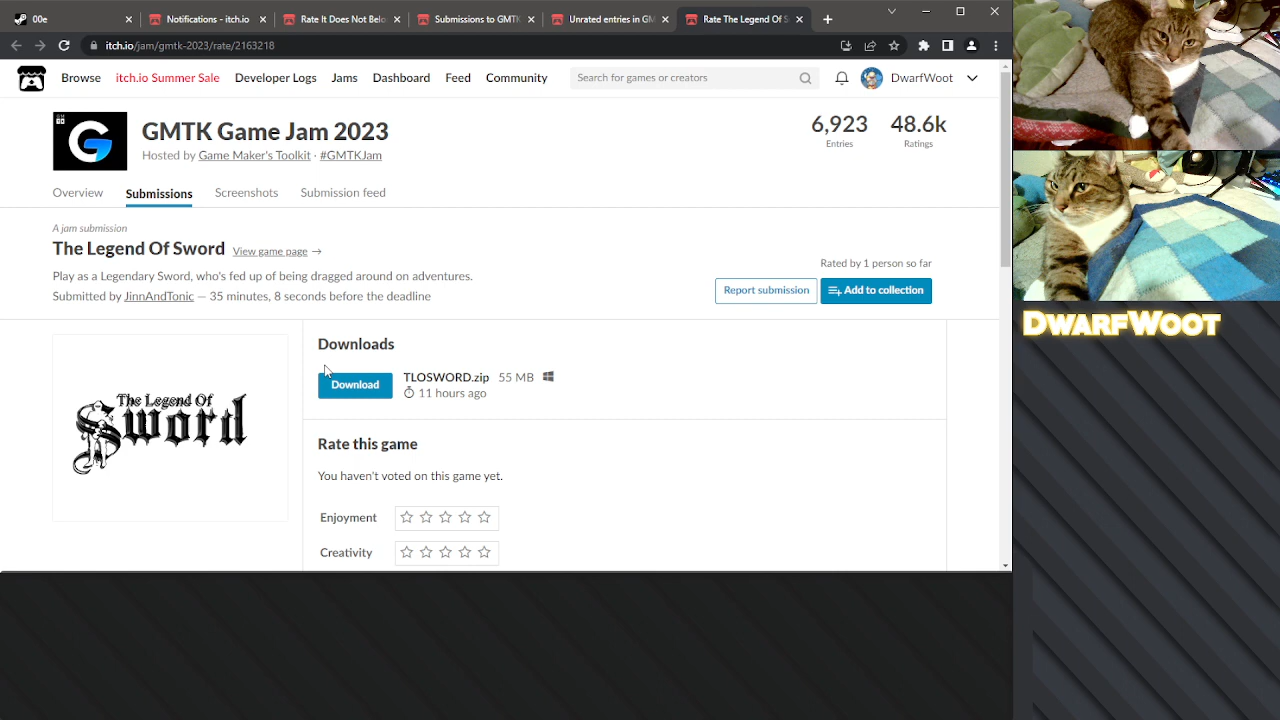 00e
Notifications - itch.io
Rate It Does Not Belo
Submissions to GMTK
Unrated entries in GM
Rate The Legend Of S
itch.io/jam/gmtk-2023/rate/2163218
Browse itch.io Summer Sale Developer Logs Jams Dashboard Feed Community Search for games or creators DwarfWoot
GMTK Game Jam 2023
Hosted by Game Maker's Toolkit · #GMTKJam
6,923 48.6k
Entries Ratings
Overview Submissions Screenshots Submission feed
A jam submission
The Legend Of Sword View game page →
Play as a Legendary Sword, who's fed up of being dragged around on adventures.
Submitted by JinnAndTonic — 35 minutes, 8 seconds before the deadline
Rated by 1 person so far
Report submission Add to collection
The Legend Of
Sword
Downloads
Download TLOSWORD.zip 55 MB
11 hours ago
Rate this game
You haven't voted on this game yet.
Enjoyment
Creativity
DWARFWOOT